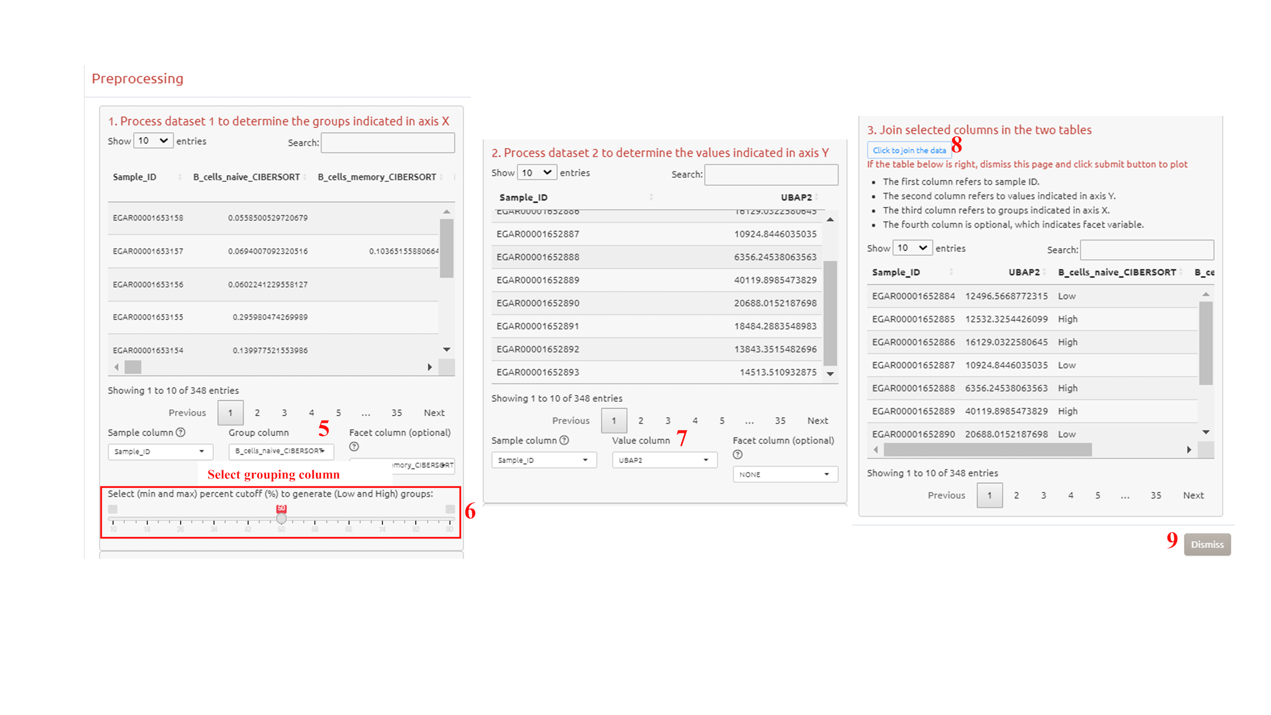 Preprocessing
1. Process dataset 1 to determine the groups indicated in axis X
Show 10 entries
Search:
Sample_ID B_cells_naive_CIBERSORT B_cells_memory_CIBERSORT
EGAR00001653158 0.0558500529720679
EGAR00001653157 0.0694007092320516 0.10365155880664
EGAR00001653156 0.0602241229558127
EGAR00001653155 0.295980474269989
EGAR00001653154 0.139977521553986
Showing 1 to 10 of 348 entries
Previous 1 2 3 4 5 ... 35 Next
5
Sample column Group column Facet column (optional)
Sample_ID B_cells_naive_CIBERSORT mory_CIBERSORT
Select grouping column
Select (min and max) percent cutoff (%) to generate (Low and High) groups:
6
2. Process dataset 2 to determine the values indicated in axis Y
Show 10 entries
Search:
Sample_ID UBAP2
EGAR00001652886 16129.0322580645
EGAR00001652887 10924.8446035035
EGAR00001652888 6356.24538063563
EGAR00001652889 40119.8985473829
EGAR00001652890 20688.0152187698
EGAR00001652891 18484.2883548983
EGAR00001652892 13843.3515482696
EGAR00001652893 14513.510932875
Showing 1 to 10 of 348 entries
Previous 1 2 3 4 5 ... 35 Next
7
Sample column Value column Facet column (optional)
Sample_ID UBAP2 NONE
3. Join selected columns in the two tables
Click to join the data 8
If the table below is right, dismiss this page and click submit button to plot
• The first column refers to sample ID.
• The second column refers to values indicated in axis Y.
• The third column refers to groups indicated in axis X.
• The fourth column is optional, which indicates facet variable.
Show 10 entries
Search:
Sample_ID UBAP2 B_cells_naive_CIBERSORT B_ce
EGAR00001652884 12496.5668772315 Low
EGAR00001652885 12532.3254426099 High
EGAR00001652886 16129.0322580645 High
EGAR00001652887 10924.8446035035 Low
EGAR00001652888 6356.24538063563 High
EGAR00001652889 40119.8985473829 High
EGAR00001652890 20688.0152187698 Low
Showing 1 to 10 of 348 entries
Previous 1 2 3 4 5 ... 35 Next
9 Dismiss